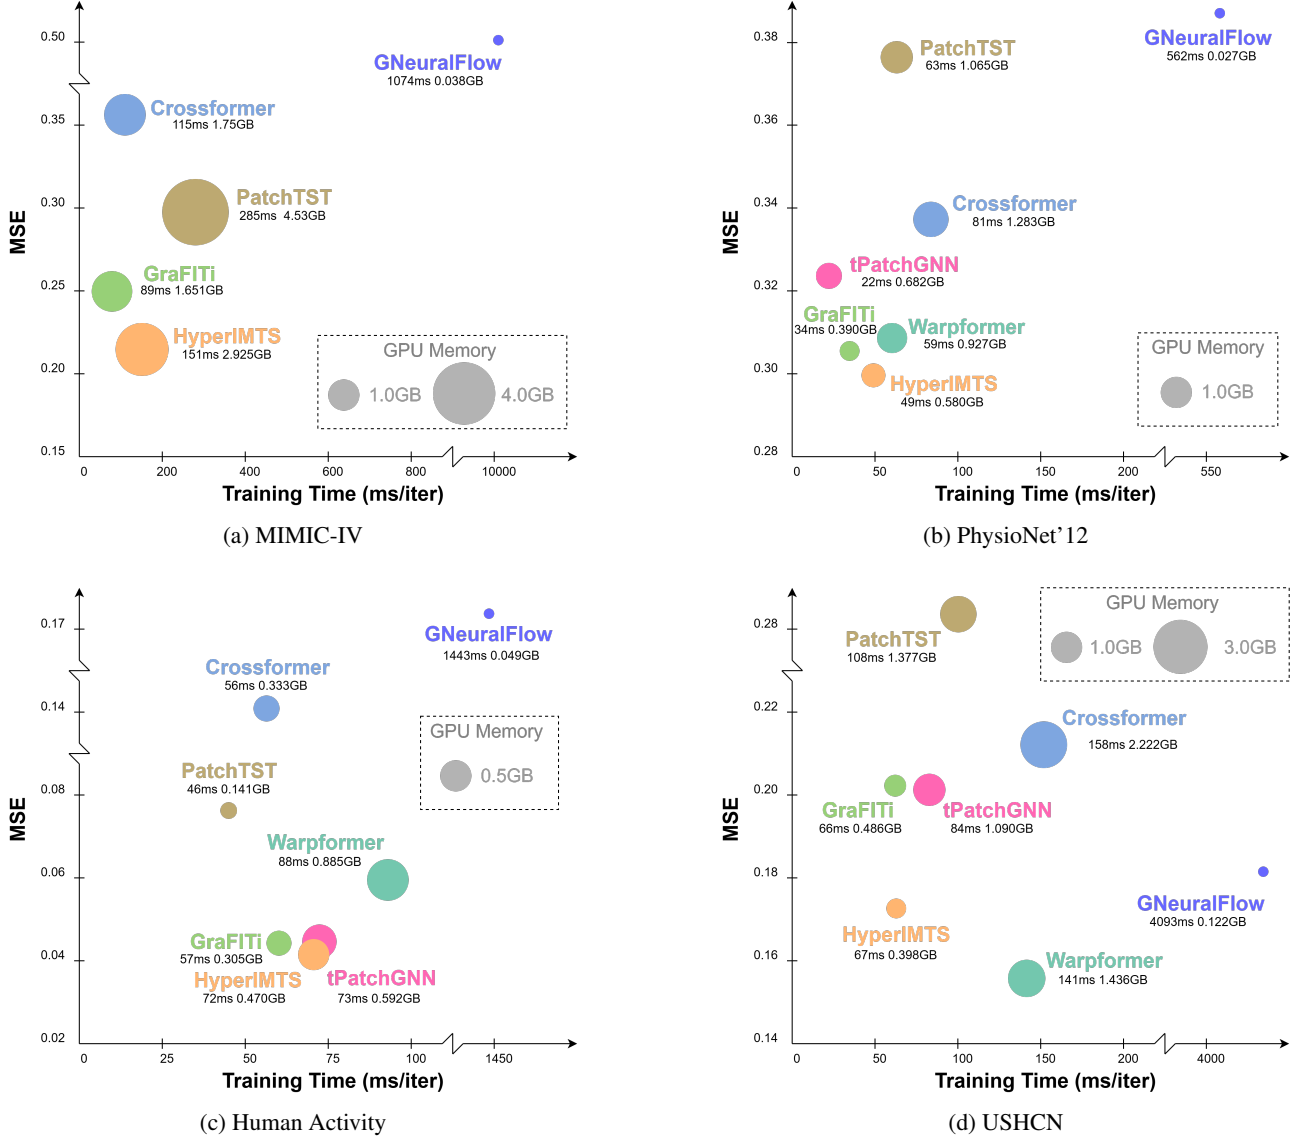 0.50
0.35
0.30
0.25
0.20
0.15
MSE
GNeuralFlow
1074ms 0.038GB
Crossformer
115ms 1.75GB
PatchTST
285ms 4.53GB
GraFITi
89ms 1.651GB
HyperIMTS
151ms 2.925GB
GPU Memory
1.0GB
4.0GB
0
200
400
600
800
10000
Training Time (ms/iter)
(a) MIMIC-IV
0.38
0.36
0.34
0.32
0.30
0.28
MSE
PatchTST
63ms 1.065GB
GNeuralFlow
562ms 0.027GB
Crossformer
81ms 1.283GB
tPatchGNN
22ms 0.682GB
GraFITi
34ms 0.390GB
Warpformer
59ms 0.927GB
HyperIMTS
49ms 0.580GB
GPU Memory
1.0GB
0
50
100
150
200
550
Training Time (ms/iter)
(b) PhysioNet’12
0.17
0.14
0.08
0.06
0.04
0.02
MSE
GNeuralFlow
1443ms 0.049GB
Crossformer
56ms 0.333GB
PatchTST
46ms 0.141GB
Warpformer
88ms 0.885GB
GraFITi
57ms 0.305GB
HyperIMTS
72ms 0.470GB
tPatchGNN
73ms 0.592GB
GPU Memory
0.5GB
0
25
50
75
100
1450
Training Time (ms/iter)
(c) Human Activity
0.28
0.22
0.20
0.18
0.16
0.14
MSE
GPU Memory
1.0GB
3.0GB
PatchTST
108ms 1.377GB
Crossformer
158ms 2.222GB
GraFITi
66ms 0.486GB
tPatchGNN
84ms 1.090GB
GNeuralFlow
4093ms 0.122GB
HyperIMTS
67ms 0.398GB
Warpformer
141ms 1.436GB
0
50
100
150
200
4000
Training Time (ms/iter)
(d) USHCN